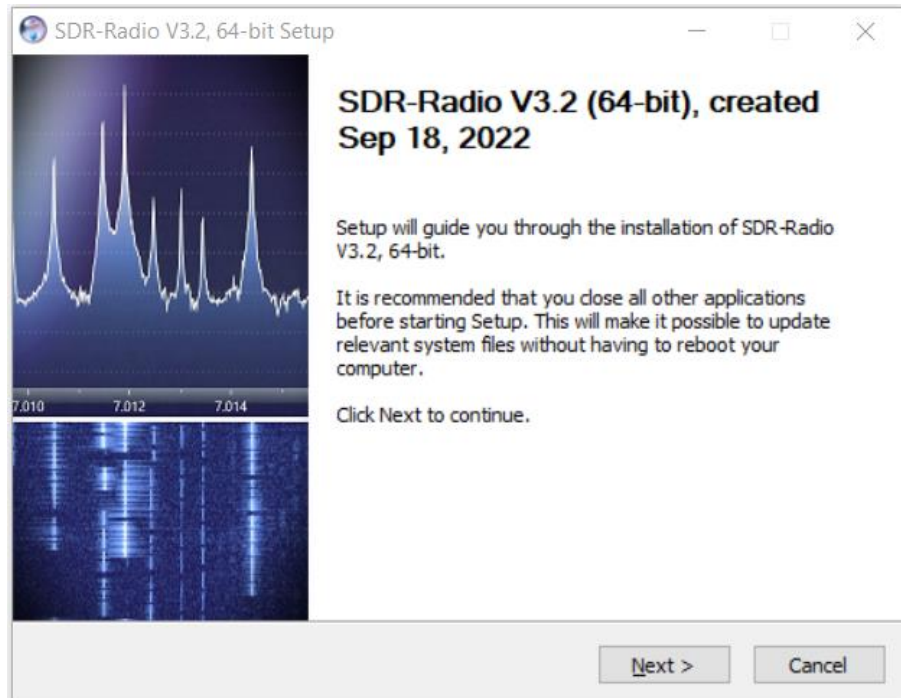 SDR-Radio V3.2, 64-bit Setup
SDR-Radio V3.2 (64-bit), created
Sep 18, 2022
Setup will guide you through the installation of SDR-Radio
V3.2, 64-bit.
It is recommended that you close all other applications
before starting Setup. This will make it possible to update
relevant system files without having to reboot your
computer.
Click Next to continue.
7.010 7.012 7.014
Next > Cancel